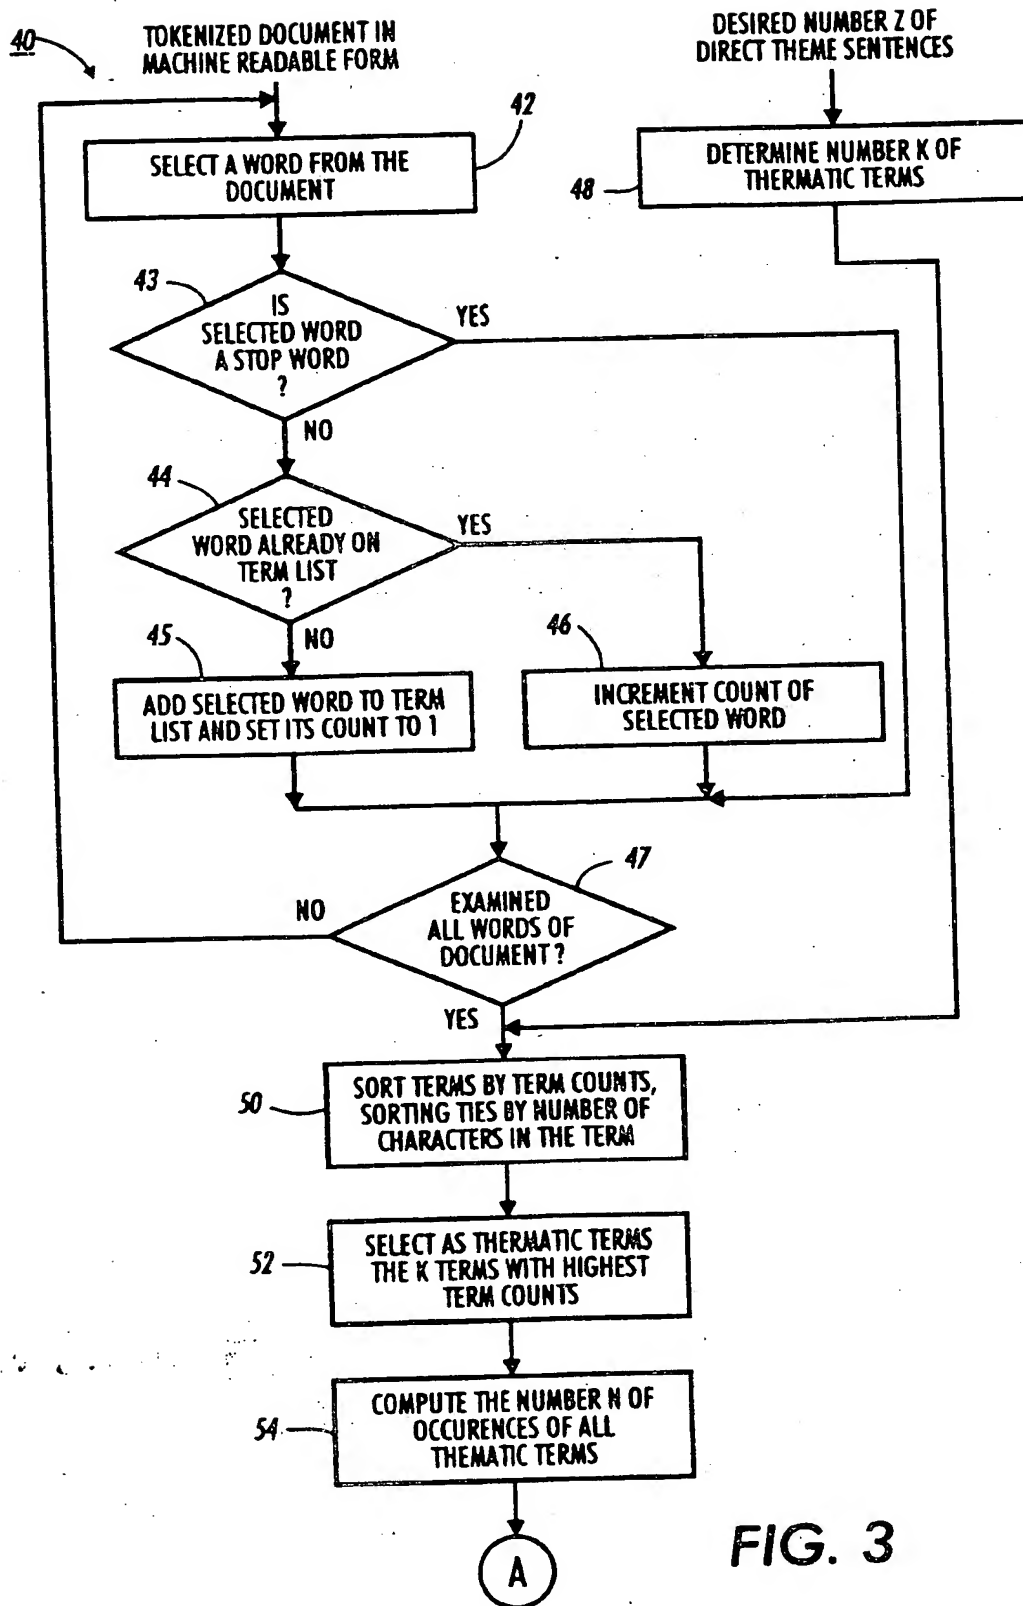 40
TOKENIZED DOCUMENT IN
MACHINE READABLE FORM
DESIRED NUMBER Z OF
DIRECT THEME SENTENCES
42
SELECT A WORD FROM THE
DOCUMENT
48
DETERMINE NUMBER K OF
THERMATIC TERMS
43
IS
SELECTED WORD
A STOP WORD
?
YES
NO
44
SELECTED
WORD ALREADY ON
TERM LIST
?
YES
NO
45
ADD SELECTED WORD TO TERM
LIST AND SET ITS COUNT TO 1
46
INCREMENT COUNT OF
SELECTED WORD
47
EXAMINED
ALL WORDS OF
DOCUMENT ?
NO
YES
50
SORT TERMS BY TERM COUNTS,
SORTING TIES BY NUMBER OF
CHARACTERS IN THE TERM
52
SELECT AS THERMATIC TERMS
THE K TERMS WITH HIGHEST
TERM COUNTS
54
COMPUTE THE NUMBER N OF
OCCURENCES OF ALL
THEMATIC TERMS
A
FIG. 3